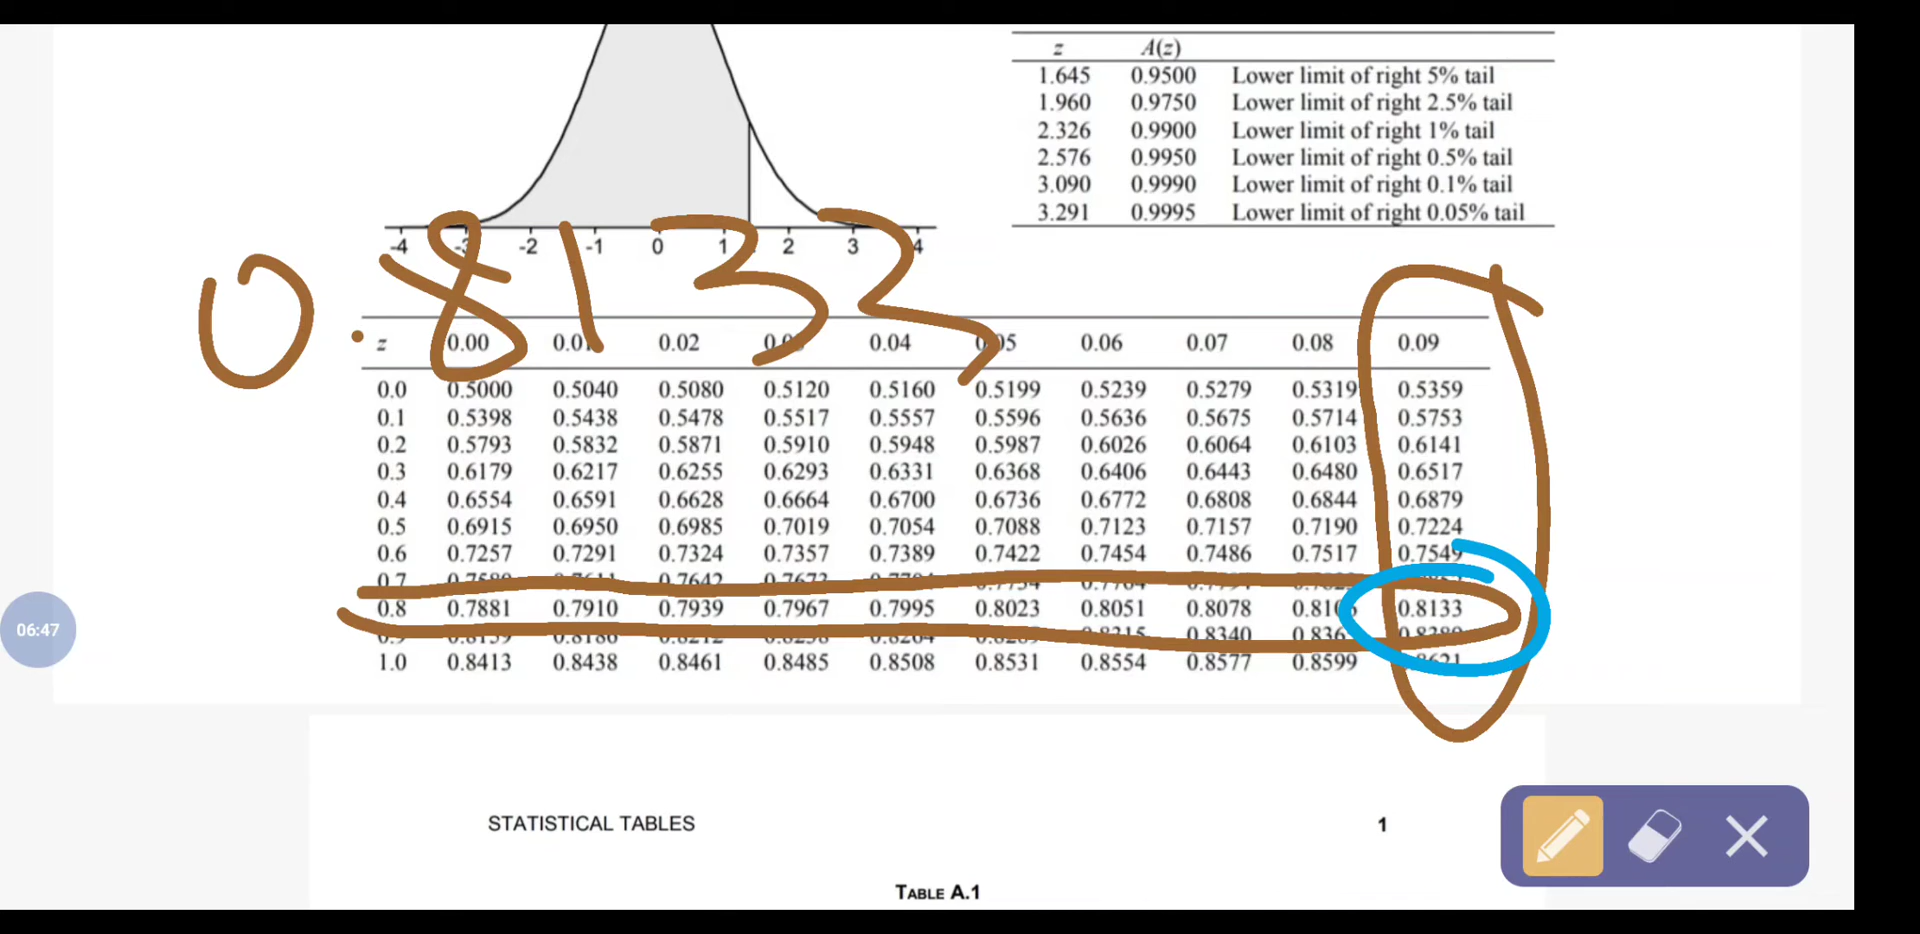 z A(z)
1.645 0.9500 Lower limit of right 5% tail
1.960 0.9750 Lower limit of right 2.5% tail
2.326 0.9900 Lower limit of right 1% tail
2.576 0.9950 Lower limit of right 0.5% tail
3.090 0.9990 Lower limit of right 0.1% tail
3.291 0.9995 Lower limit of right 0.05% tail
-4 -3 -2 -1 0 1 2 3 4
0.8133
z 0.00 0.01 0.02 0.04 0.06 0.07 0.08 0.09
0.0 0.5000 0.5040 0.5080 0.5120 0.5160 0.5199 0.5239 0.5279 0.5319 0.5359
0.1 0.5398 0.5438 0.5478 0.5517 0.5557 0.5596 0.5636 0.5675 0.5714 0.5753
0.2 0.5793 0.5832 0.5871 0.5910 0.5948 0.5987 0.6026 0.6064 0.6103 0.6141
0.3 0.6179 0.6217 0.6255 0.6293 0.6331 0.6368 0.6406 0.6443 0.6480 0.6517
0.4 0.6554 0.6591 0.6628 0.6664 0.6700 0.6736 0.6772 0.6808 0.6844 0.6879
0.5 0.6915 0.6950 0.6985 0.7019 0.7054 0.7088 0.7123 0.7157 0.7190 0.7224
0.6 0.7257 0.7291 0.7324 0.7357 0.7389 0.7422 0.7454 0.7486 0.7517 0.7549
0.7 0.7642 0.7673
0.8 0.7881 0.7910 0.7939 0.7967 0.7995 0.8023 0.8051 0.8078 0.8106 0.8133
0.9 0.8340
1.0 0.8413 0.8438 0.8461 0.8485 0.8508 0.8531 0.8554 0.8577 0.8599
06:47
STATISTICAL TABLES 1
TABLE A.1